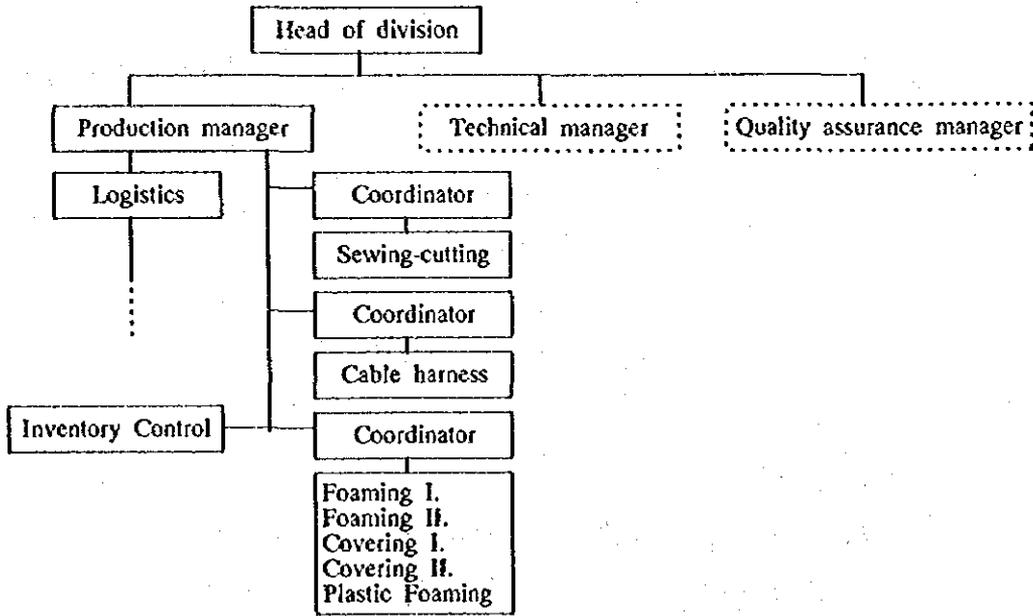 Head of division
Production manager
Technical manager
Quality assurance manager
Logistics
Coordinator
Sewing-cutting
Coordinator
Cable harness
Inventory Control
Coordinator
Foaming I.
Foaming II.
Covering I.
Covering II.
Plastic Foaming